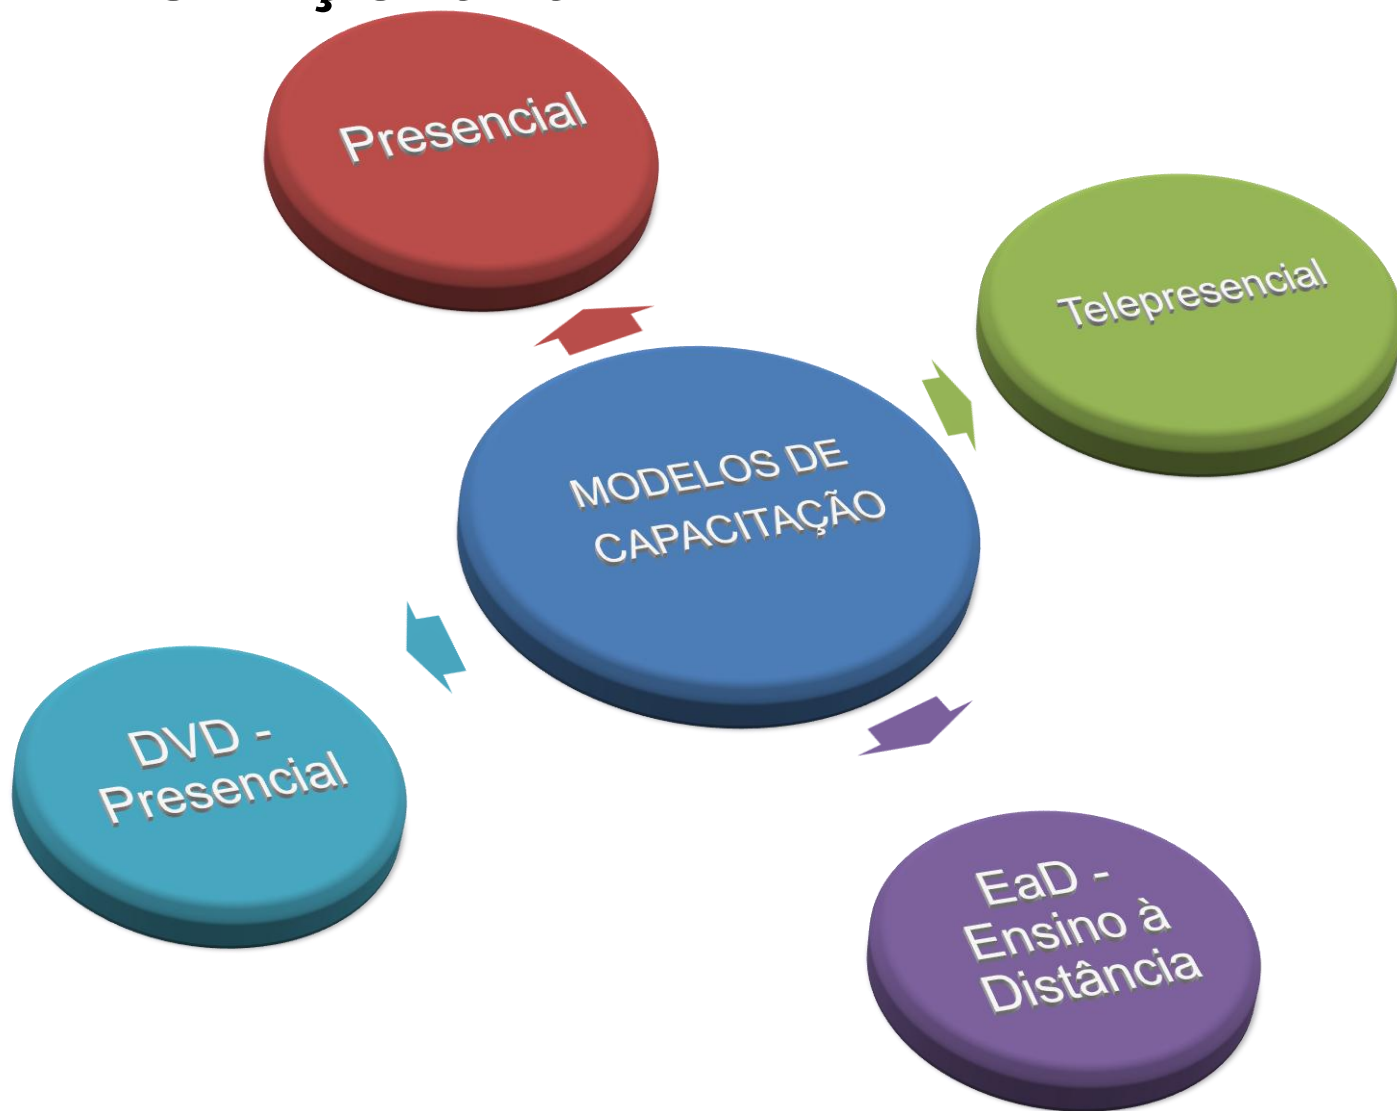 Presencial
Telepresencial
MODELOS DE
CAPACITAÇÃO
DVD -
Presencial
EaD -
Ensino à
Distância